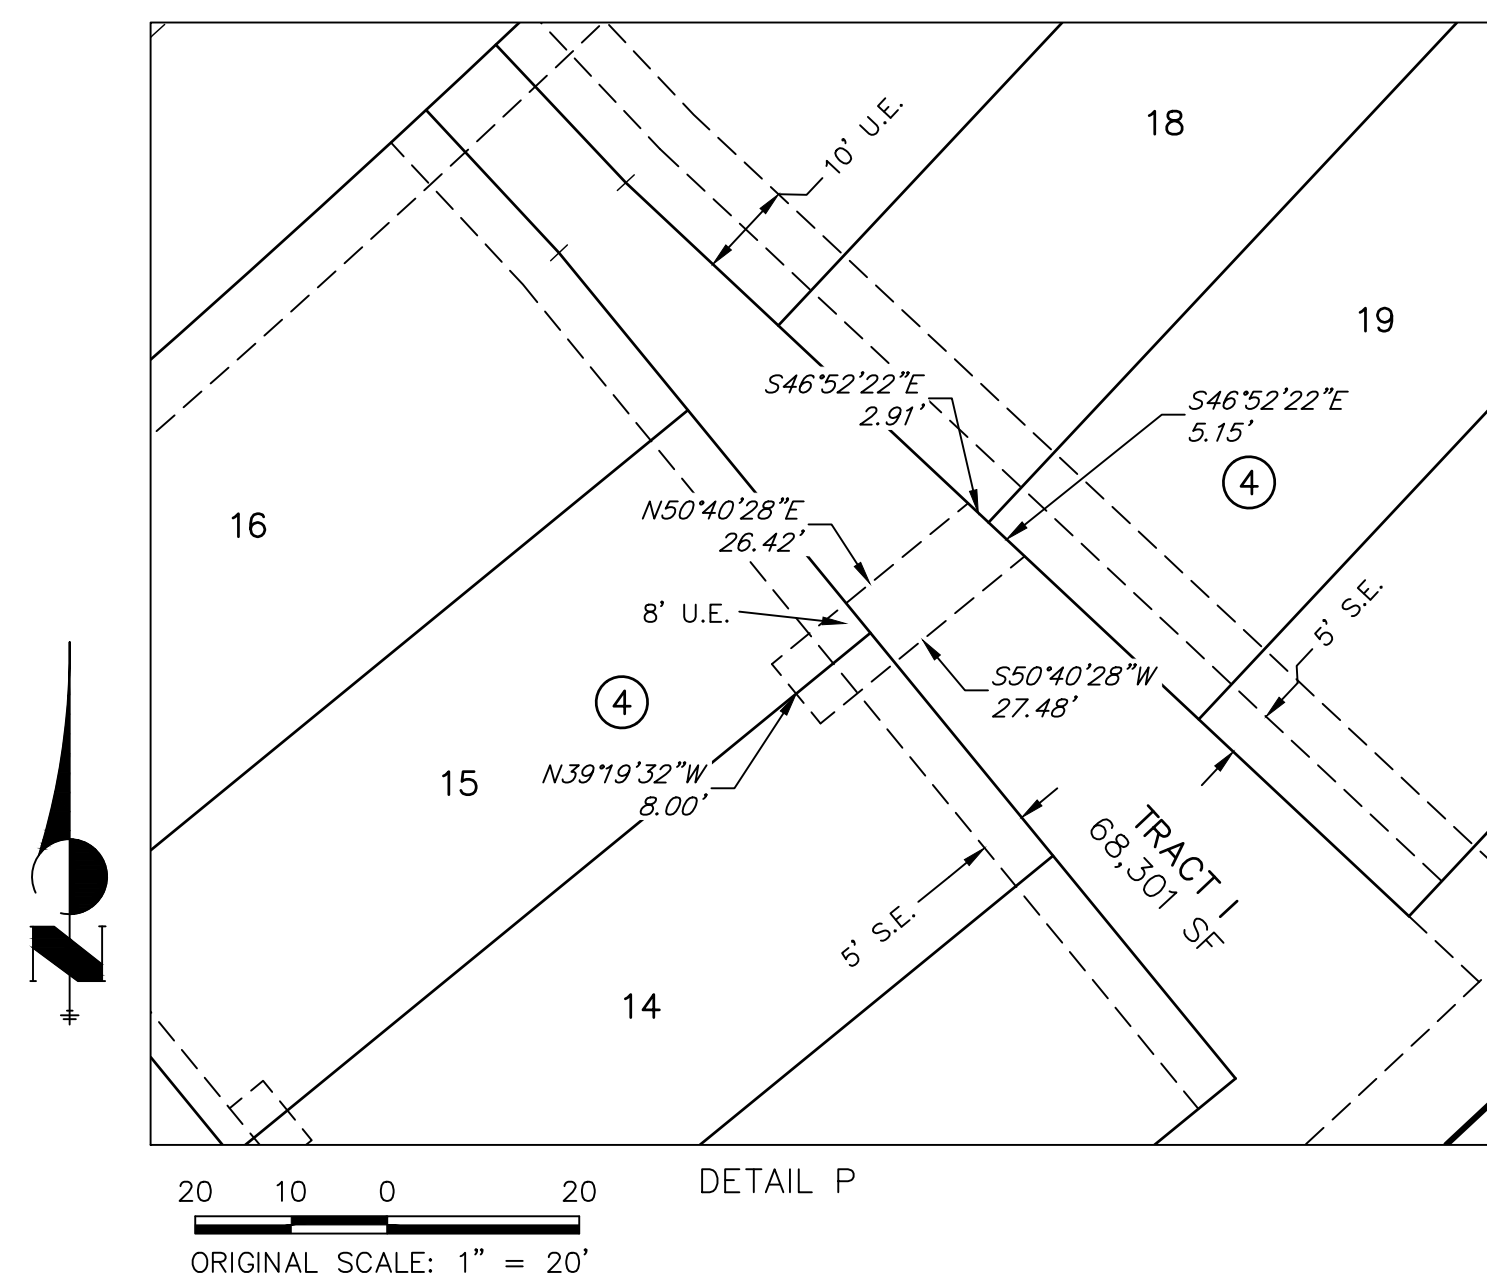 18
10' U.E.
19
S46°52'22"E
2.91'
S46°52'22"E
5.15'
4
16
N50°40'28"E
26.42'
8' U.E.
5' S.E.
S50°40'28"W
27.48'
4
15
N39°19'32"W
8.00'
TRACT I
68,301 SF
5' S.E.
14
N
DETAIL P
20 10 0 20
ORIGINAL SCALE: 1" = 20'